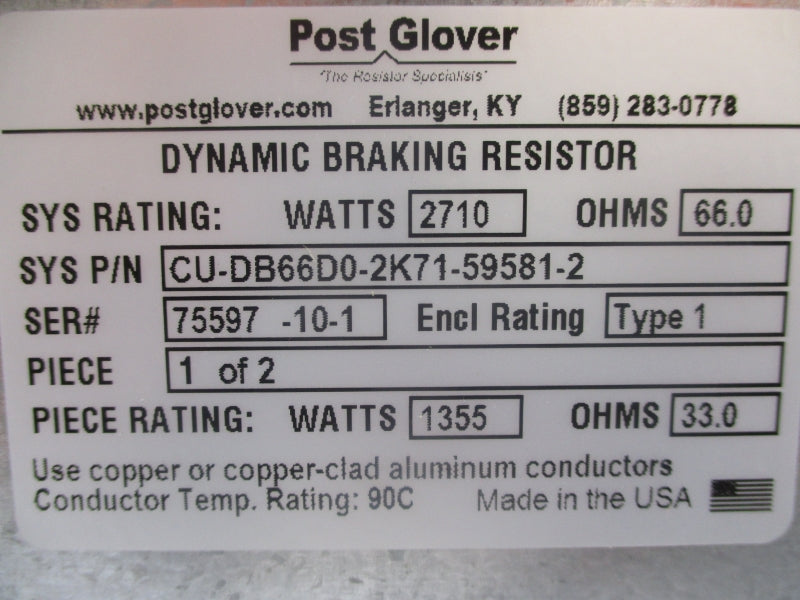 Post Glover
"The Resistor Specialists"
www.postglover.com Erlanger, KY (859) 283-0778
DYNAMIC BRAKING RESISTOR
SYS RATING: WATTS 2710 OHMS 66.0
SYS P/N CU-DB66D0-2K71-59581-2
SER# 75597 -10-1 Encl Rating Type 1
PIECE 1 of 2
PIECE RATING: WATTS 1355 OHMS 33.0
Use copper or copper-clad aluminum conductors
Conductor Temp. Rating: 90C Made in the USA